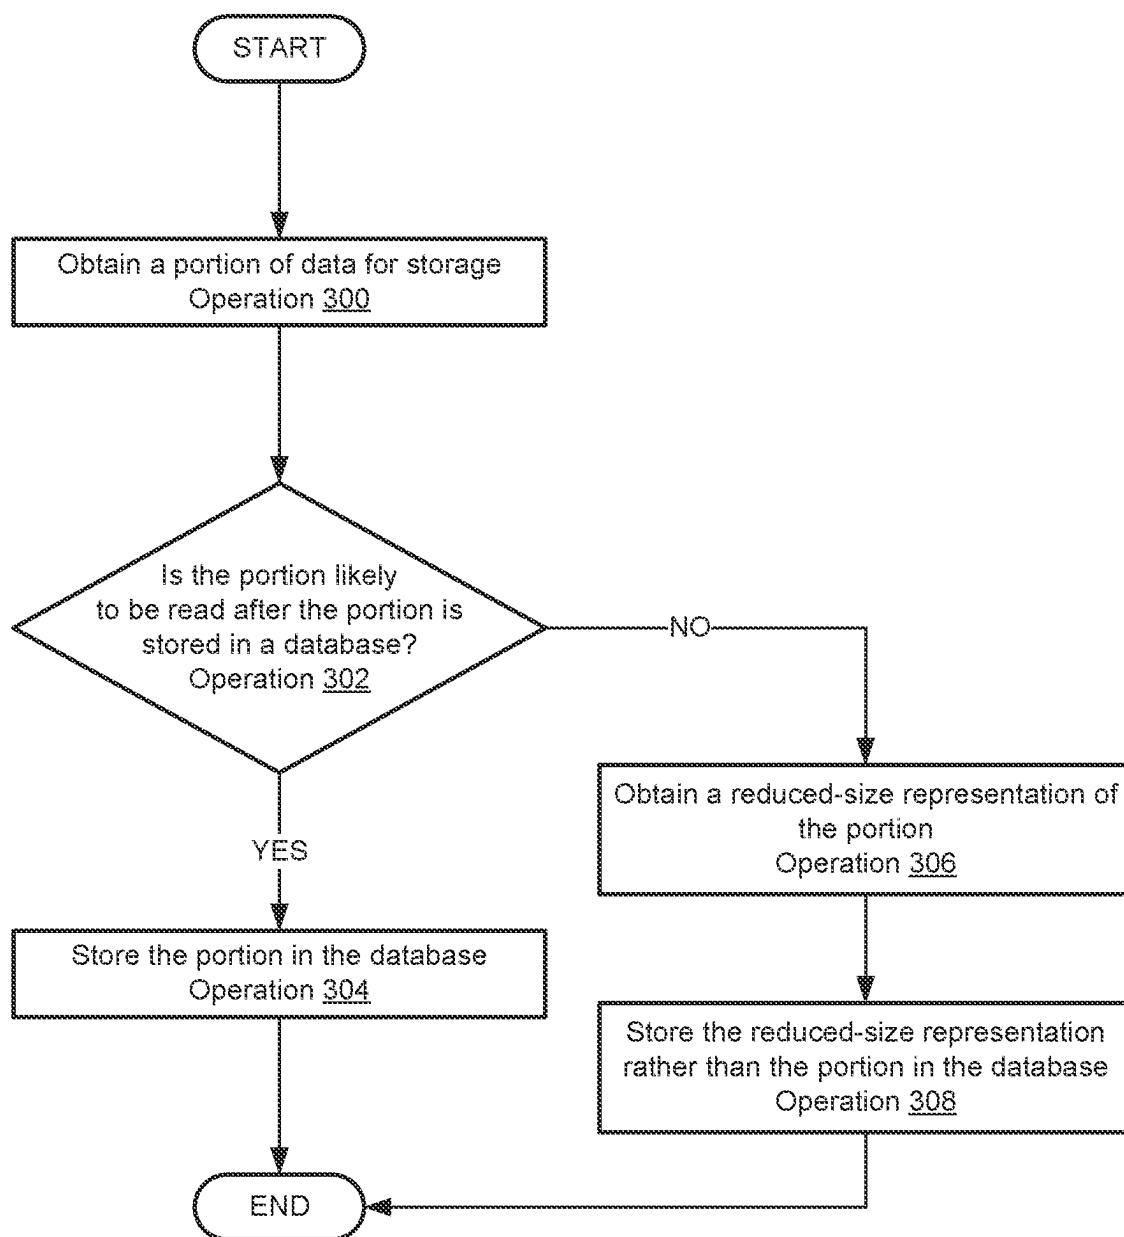 START
Obtain a portion of data for storage
Operation 300
Is the portion likely
to be read after the portion is
stored in a database?
Operation 302
NO
YES
Obtain a reduced-size representation of
the portion
Operation 306
Store the portion in the database
Operation 304
Store the reduced-size representation
rather than the portion in the database
Operation 308
END